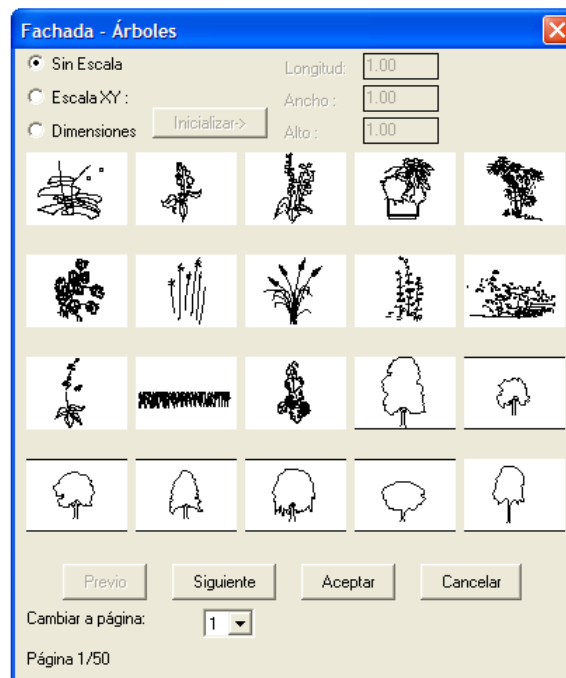 Fachada - Árboles
Sin Escala
Longitud: 1.00
Escala XY :
Ancho : 1.00
Dimensiones
Inicializar->
Alto : 1.00
Previo
Siguiente
Aceptar
Cancelar
Cambiar a página: 1
Página 1/50